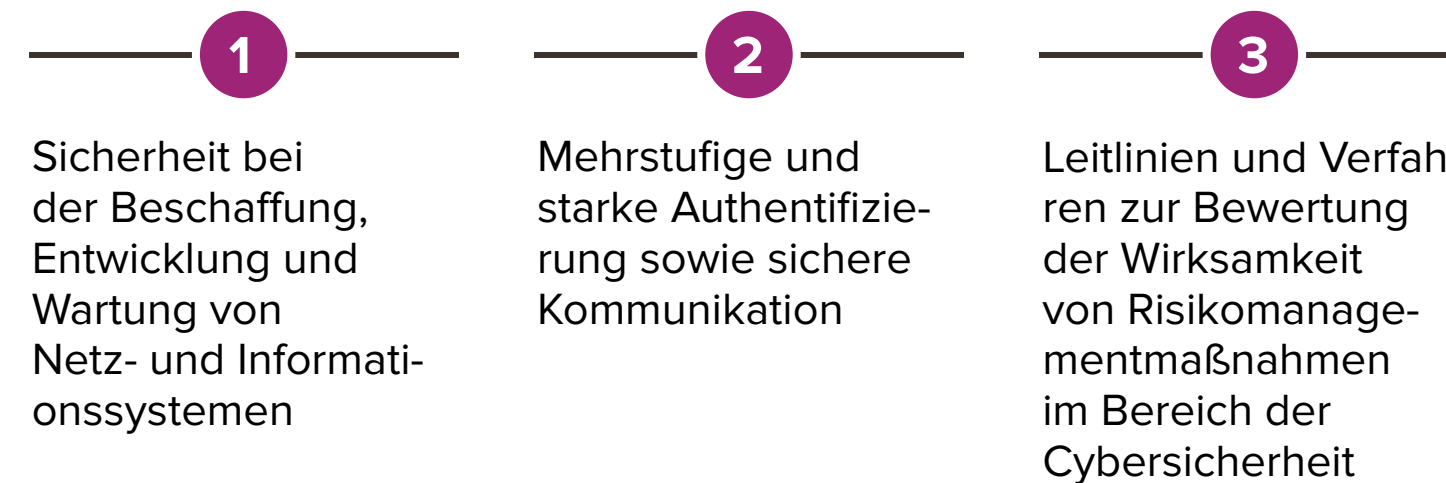 1
Sicherheit bei
der Beschaffung,
Entwicklung und
Wartung von
Netz- und Informati-
onssystemen
2
Mehrstufige und
starke Authentifizie-
rung sowie sichere
Kommunikation
3
Leitlinien und Verfah
ren zur Bewertung
der Wirksamkeit
von Risikomanage-
mentmaßnahmen
im Bereich der
Cybersicherheit